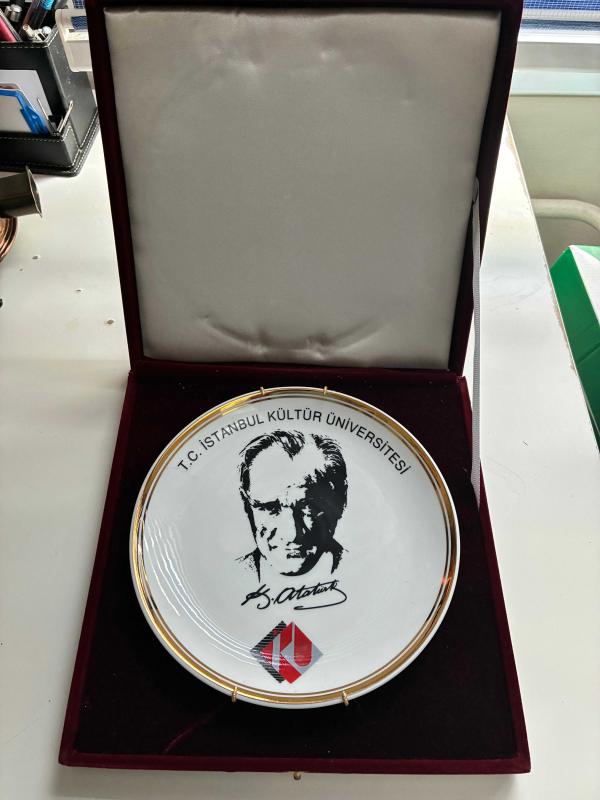 T.C. İSTANBUL KÜLTÜR ÜNİVERSİTESİ
K. Atatürk